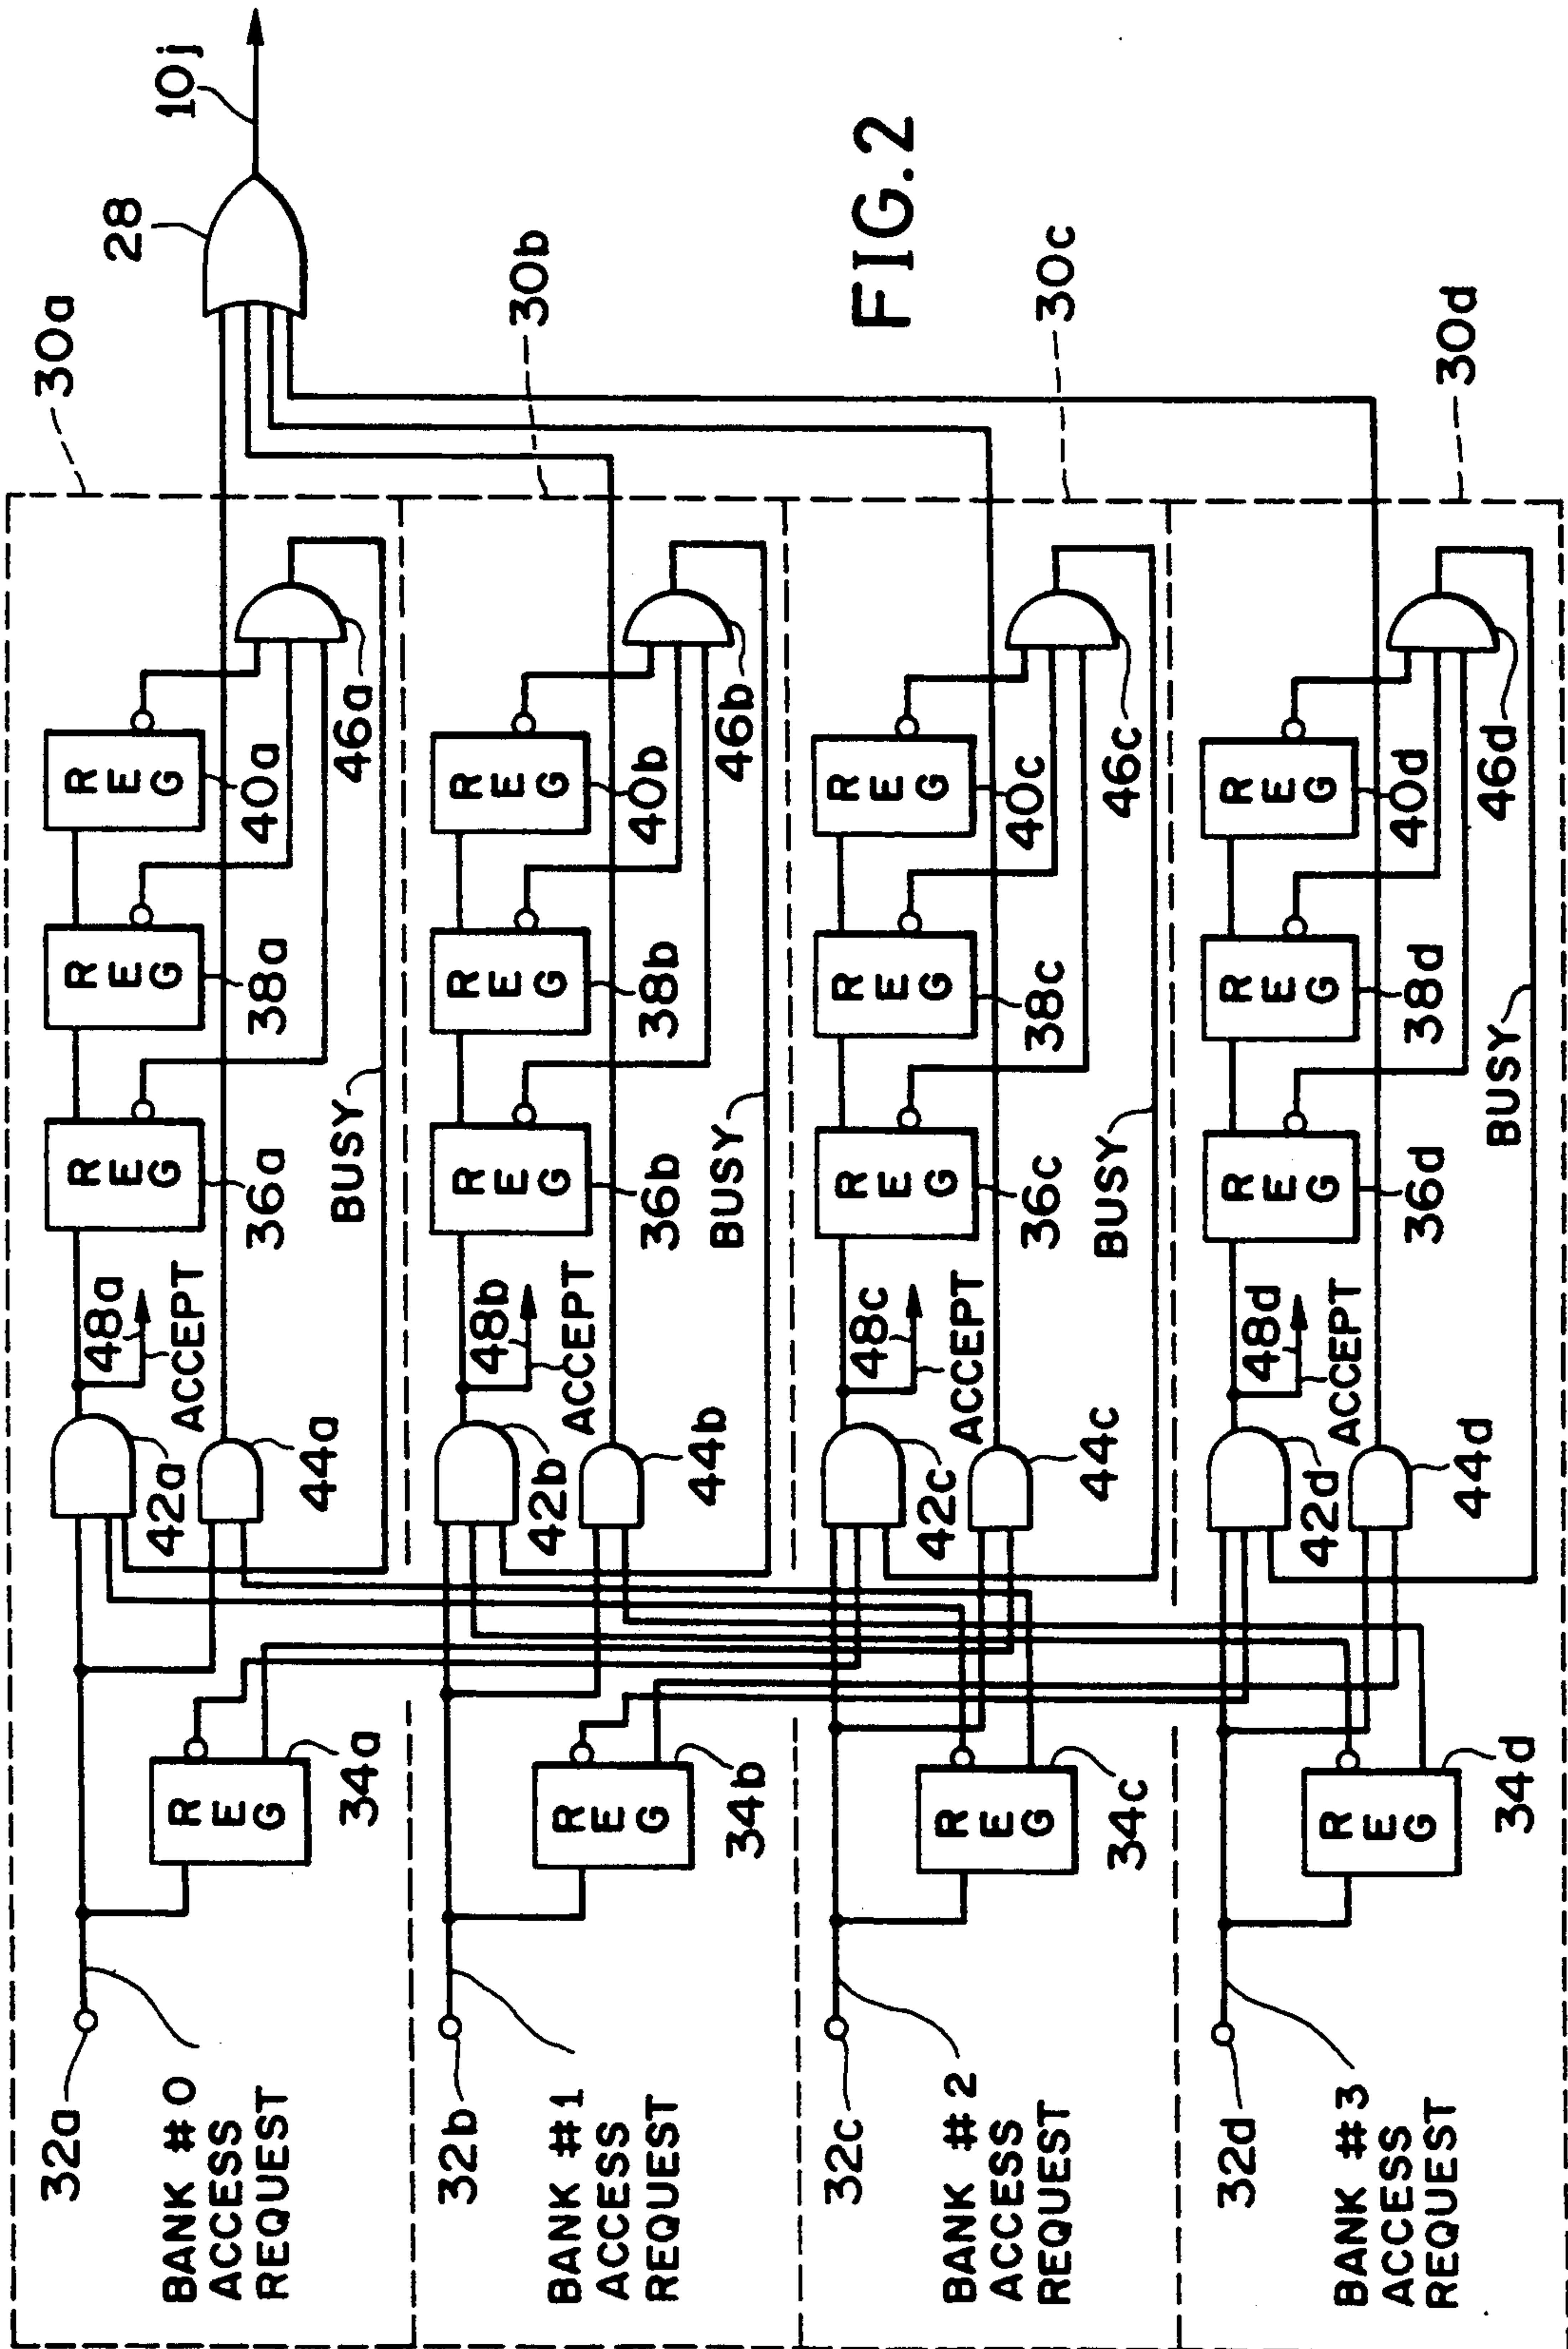 FIG.2
28
10j
30a
30b
30c
30d
32a
BANK #0
ACCESS
REQUEST
34a
REG
42a
44a
48a
ACCEPT
36a
REG
38a
REG
40a
REG
46a
BUSY
32b
BANK #1
ACCESS
REQUEST
34b
REG
42b
44b
48b
ACCEPT
36b
REG
38b
REG
40b
REG
46b
BUSY
32c
BANK #2
ACCESS
REQUEST
34c
REG
42c
44c
48c
ACCEPT
36c
REG
38c
REG
40c
REG
46c
BUSY
32d
BANK #3
ACCESS
REQUEST
34d
REG
42d
44d
48d
ACCEPT
36d
REG
38d
REG
40d
REG
46d
BUSY